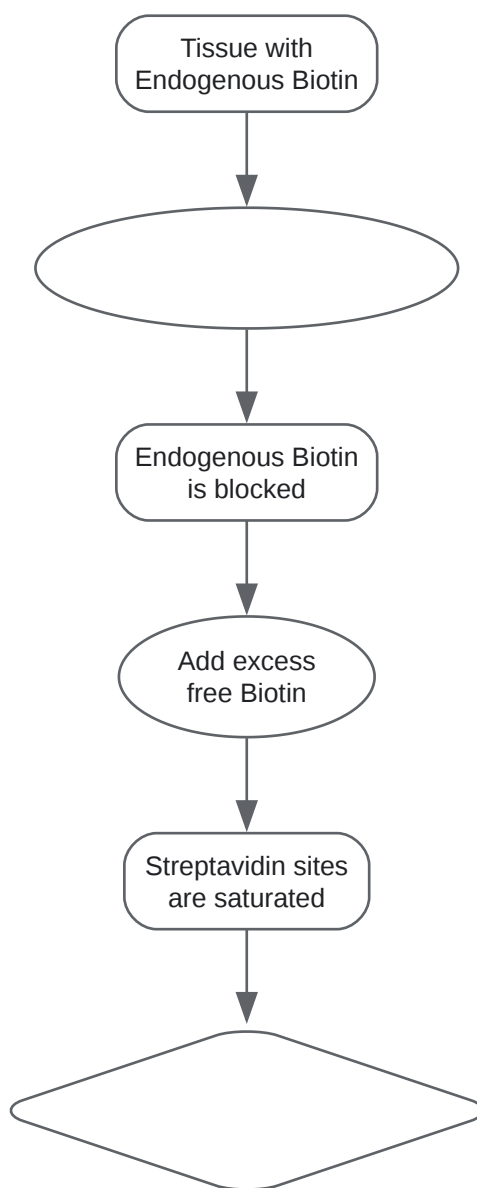 Tissue with
Endogenous Biotin
Endogenous Biotin
is blocked
Add excess
free Biotin
Streptavidin sites
are saturated